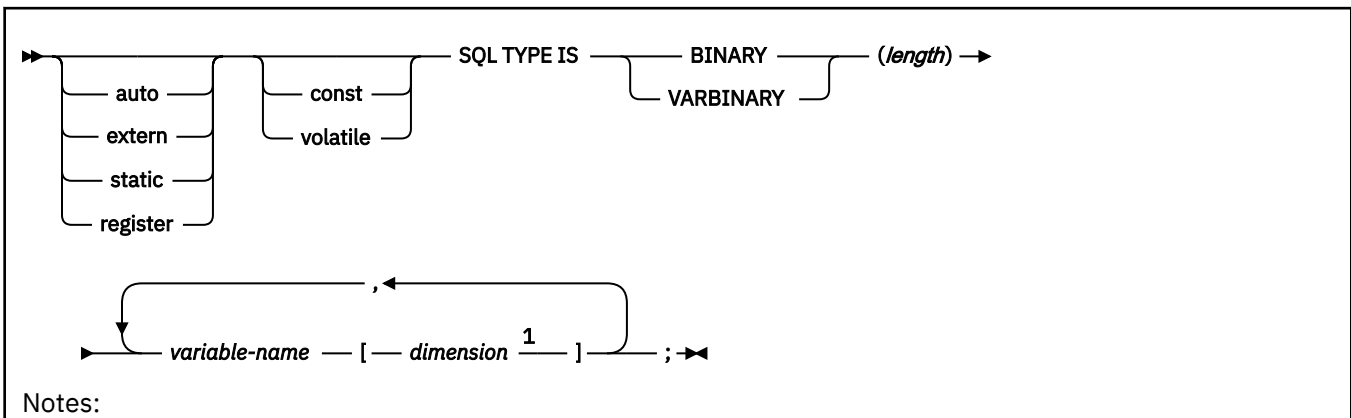 SQL TYPE IS BINARY (length)
auto const VARBINARY
extern volatile
static
register
,
variable-name [ dimension 1 ] ;
Notes: